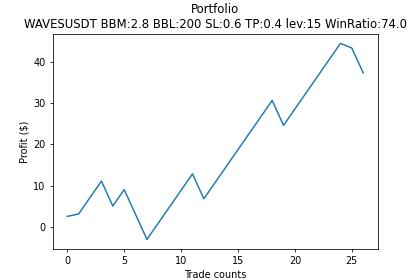 Portfolio
WAVESUSDT BBM:2.8 BBL:200 SL:0.6 TP:0.4 lev:15 WinRatio:74.0
40
30
20
10
0
Profit ($)
0 5 10 15 20 25
Trade counts